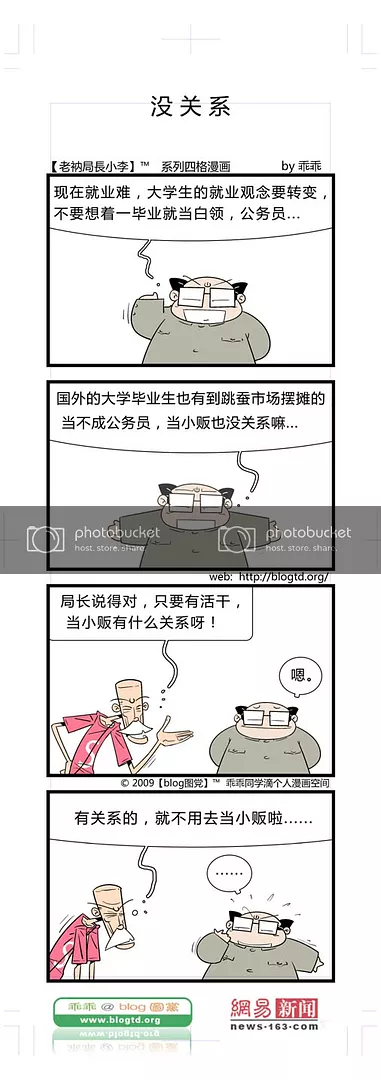 没关系
【老衲局長小李】™ 系列四格漫画 by 乖乖
现在就业难，大学生的就业观念要转变，
不要想着一毕业就当白领，公务员...
国外的大学毕业生也有到跳蚤市场摆摊的
当不成公务员，当小贩也没关系嘛...
photobucket photobucket
host. store. share. host. store. share.
web: http://blogtd.org/
局长说得对，只要有活干，
当小贩有什么关系呀！
嗯。
© 2009【blog图党】™ 乖乖同学滴个人漫画空间
有关系的，就不用去当小贩啦……
……
乖乖@blog圖黨
www.blogtd.org
網易新闻
news·163·com